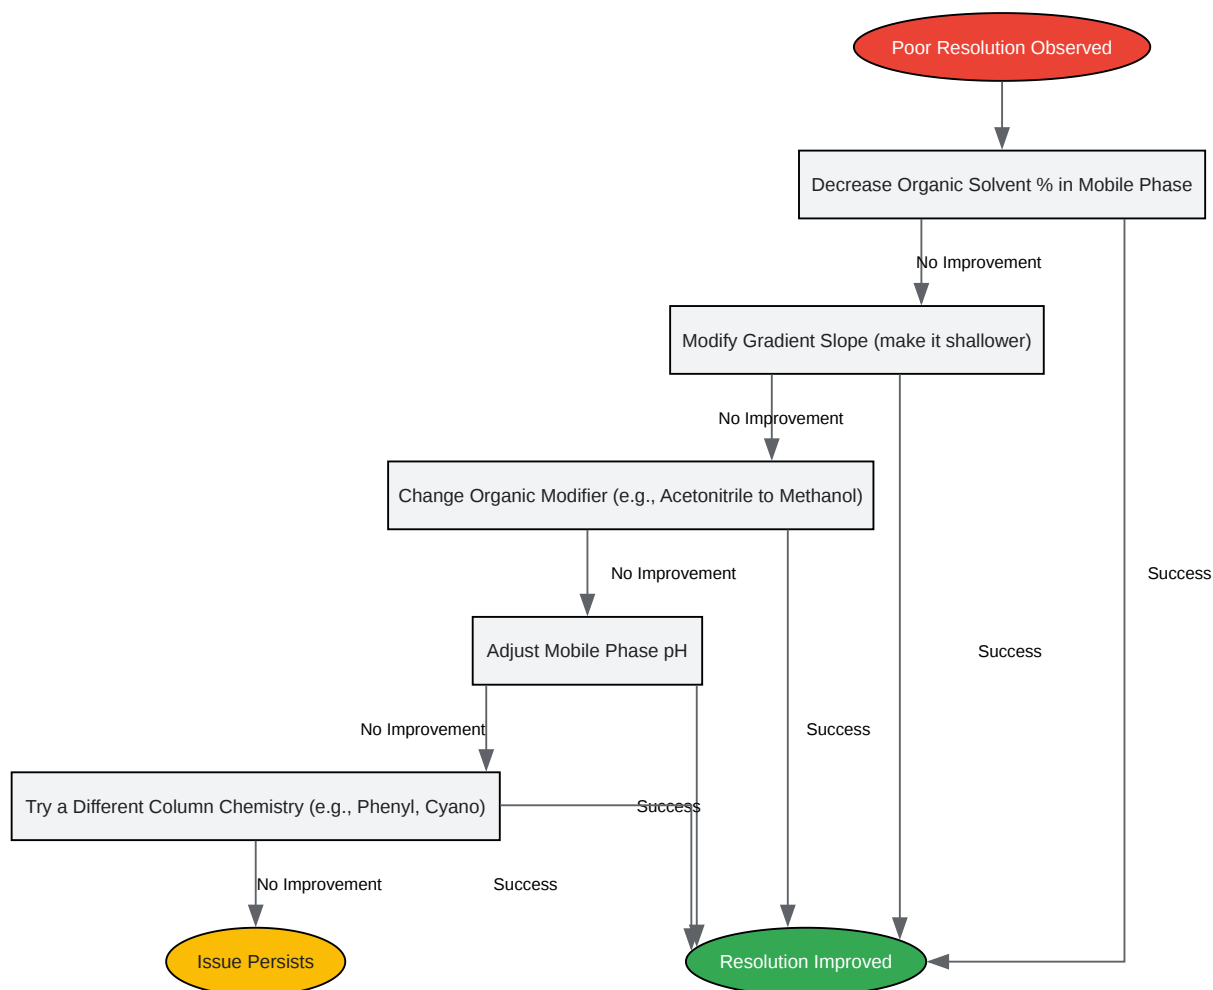 Poor Resolution Observed
Decrease Organic Solvent % in Mobile Phase
No Improvement
Modify Gradient Slope (make it shallower)
No Improvement
Change Organic Modifier (e.g., Acetonitrile to Methanol)
No Improvement
Success
Adjust Mobile Phase pH
Success
No Improvement
Success
Try a Different Column Chemistry (e.g., Phenyl, Cyano)
Success
No Improvement
Success
Issue Persists
Resolution Improved